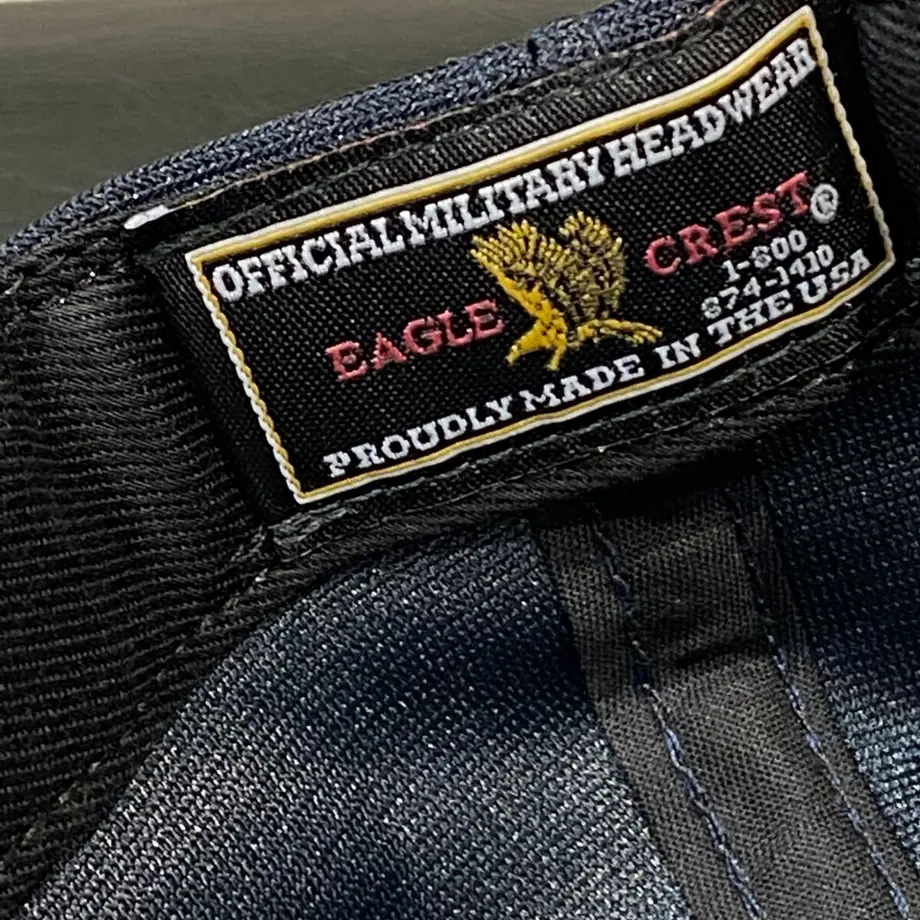 OFFICIAL MILITARY HEADWEAR
EAGLE CREST®
1-800
874-1410
PROUDLY MADE IN THE USA